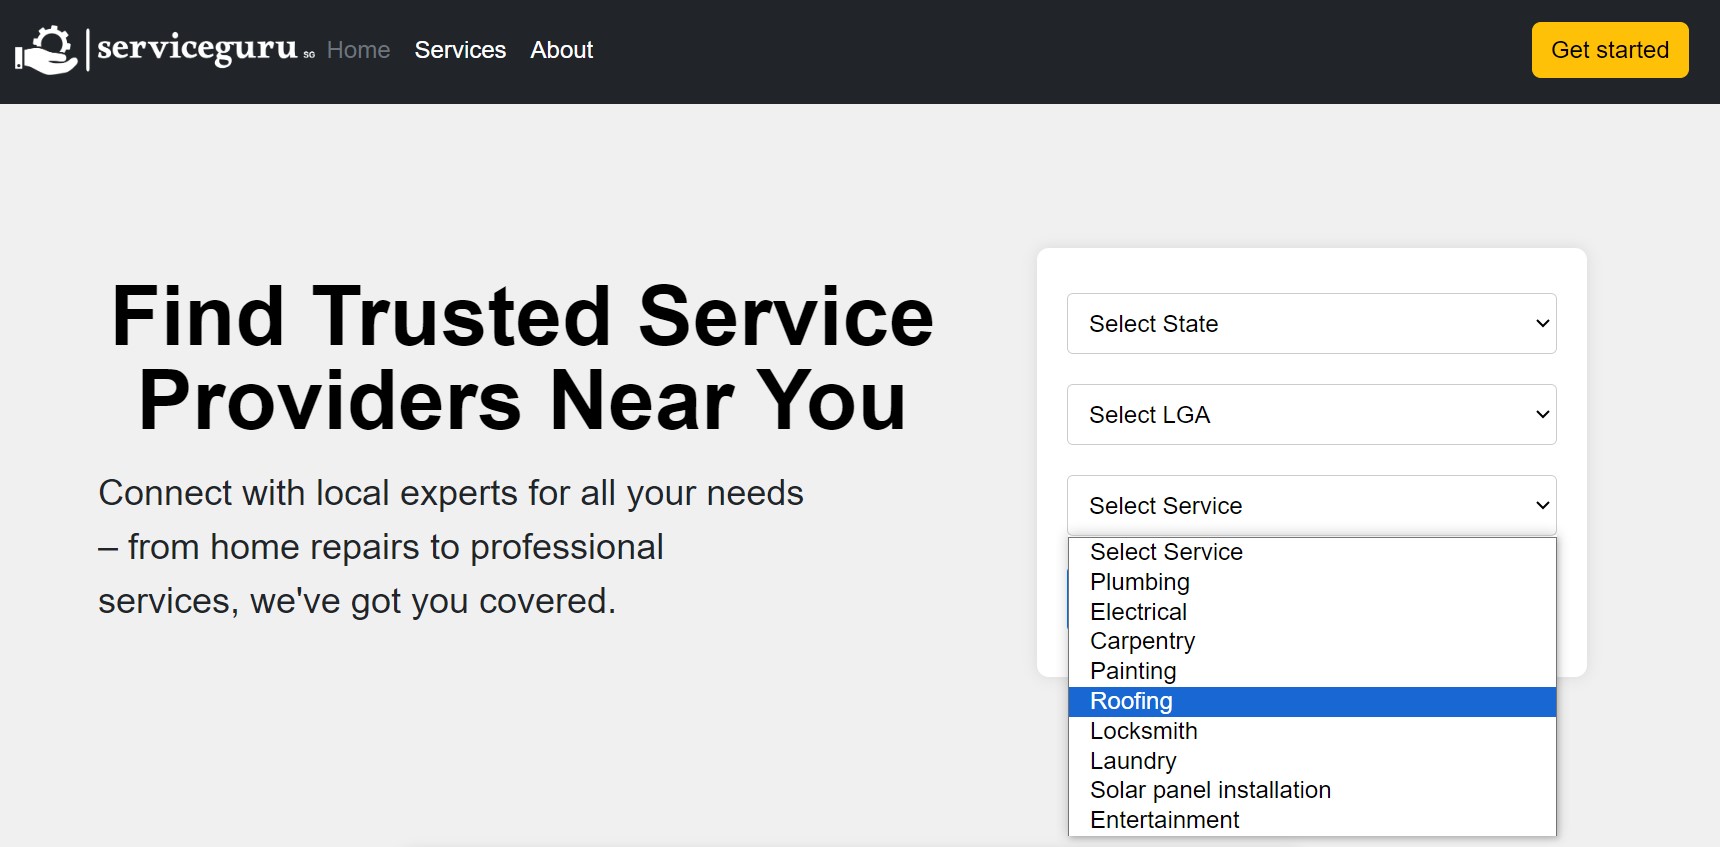 serviceguru SG Home Services About Get started
Find Trusted Service
Providers Near You
Connect with local experts for all your needs
– from home repairs to professional
services, we've got you covered.
Select State
Select LGA
Select Service
Select Service
Plumbing
Electrical
Carpentry
Painting
Roofing
Locksmith
Laundry
Solar panel installation
Entertainment